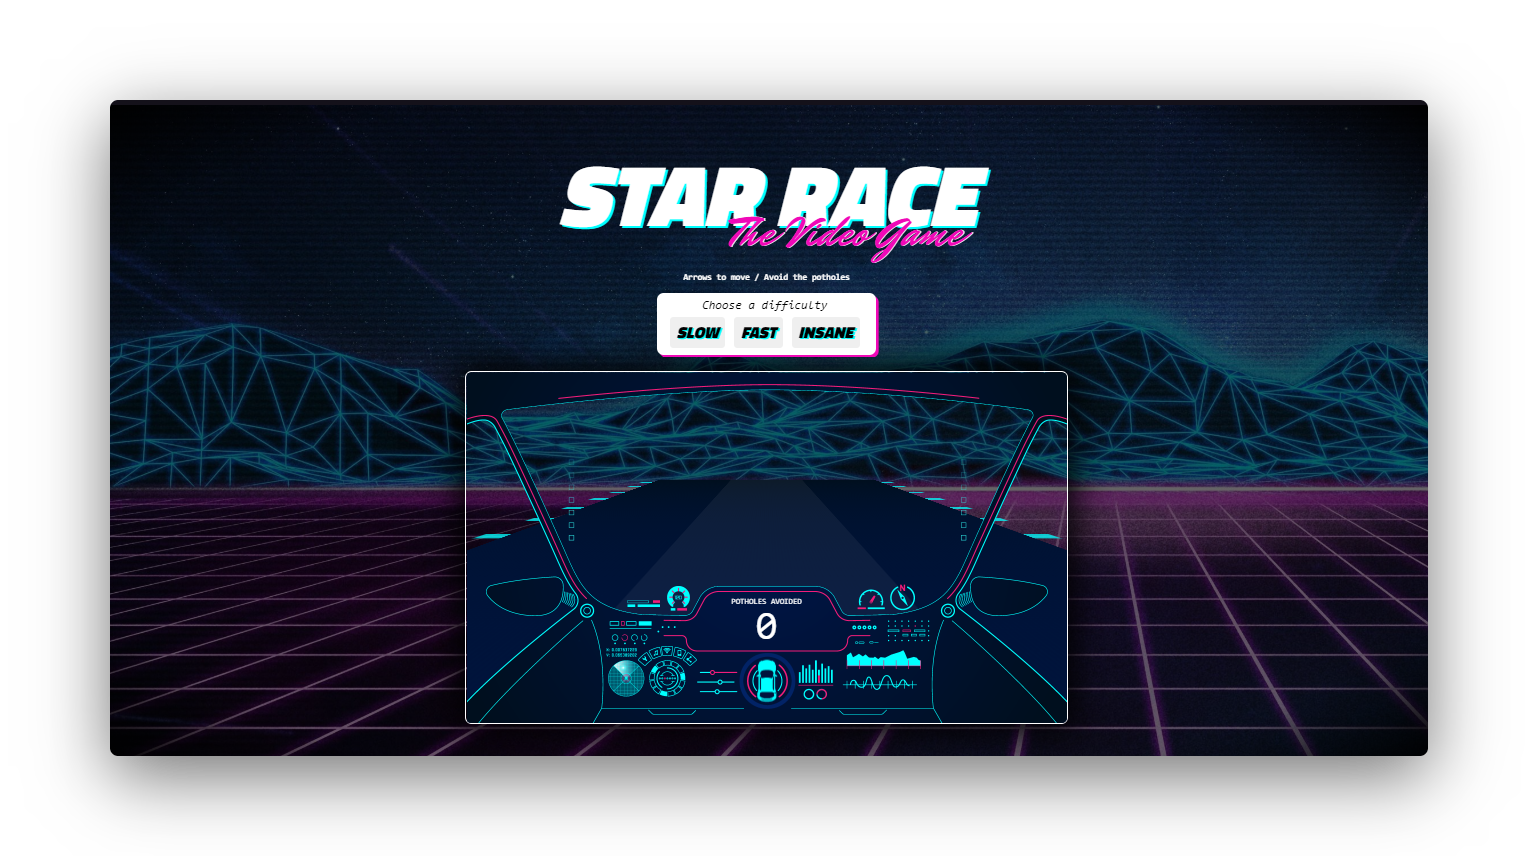 STAR RACE
The Video Game
Arrows to move / Avoid the potholes
Choose a difficulty
SLOW FAST INSANE
N
POTHOLES AVOIDED
0